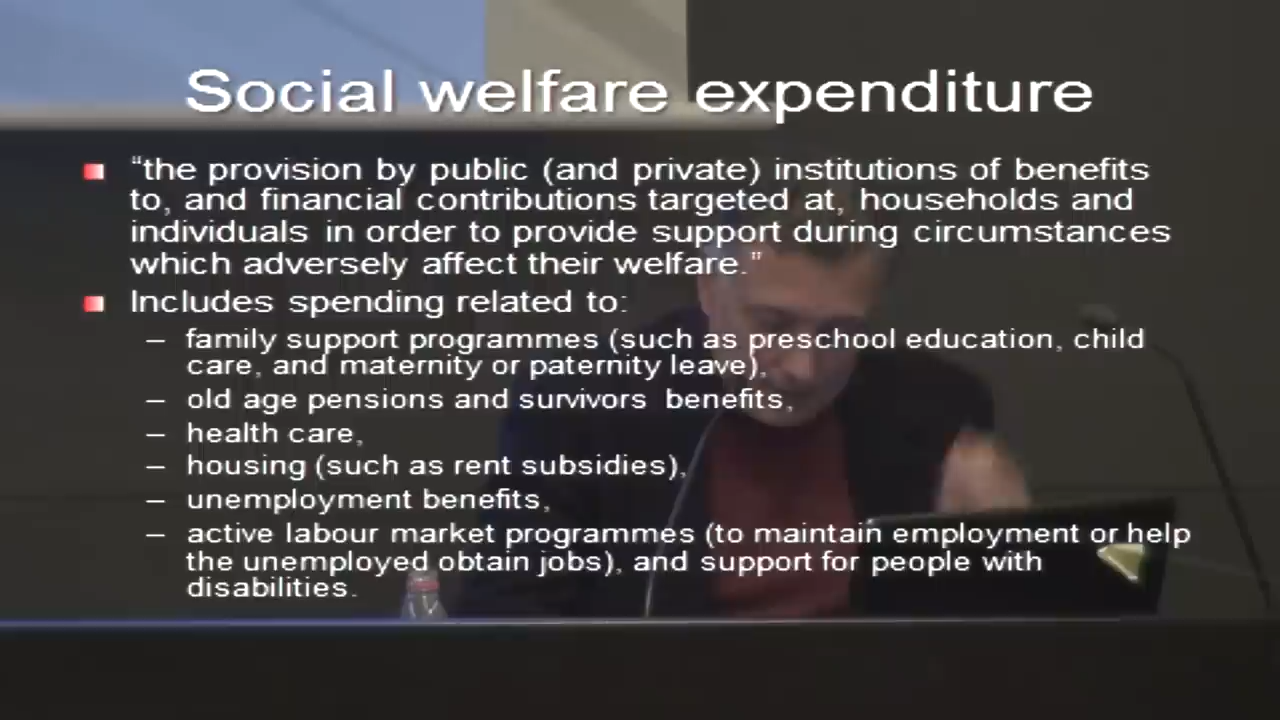 Social welfare expenditure
“the provision by public (and private) institutions of benefits
to, and financial contributions targeted at, households and
individuals in order to provide support during circumstances
which adversely affect their welfare.”
Includes spending related to:
– family support programmes (such as preschool education, child
care, and maternity or paternity leave),
– old age pensions and survivors benefits,
– health care,
– housing (such as rent subsidies),
– unemployment benefits,
– active labour market programmes (to maintain employment or help
the unemployed obtain jobs), and support for people with
disabilities.